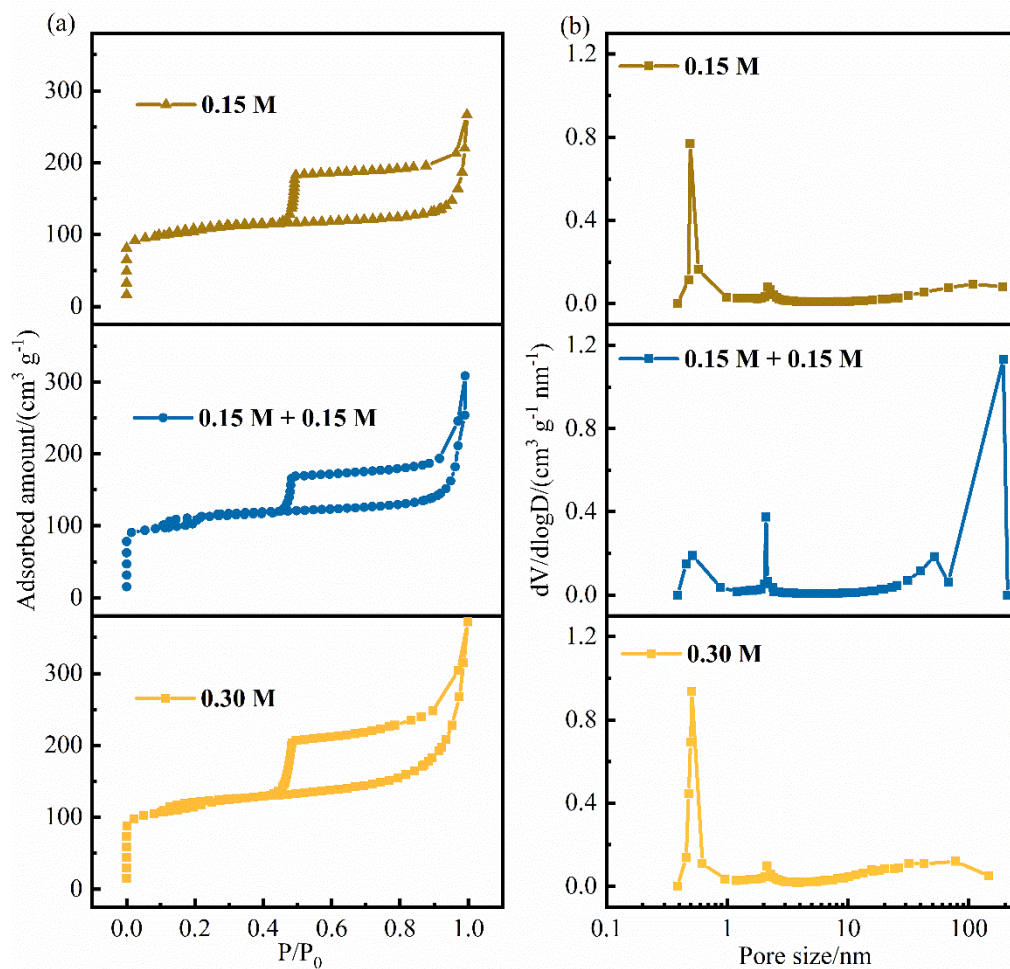 (a)
Adsorbed amount/(cm³ g⁻¹)
0.15 M
300
200
100
0
0.15 M + 0.15 M
300
200
100
0
0.30 M
300
200
100
0
0.0 0.2 0.4 0.6 0.8 1.0
P/P₀
(b)
dV/dlogD/(cm³ g⁻¹ nm⁻¹)
0.15 M
1.2
0.8
0.4
0.0
0.15 M + 0.15 M
1.2
0.8
0.4
0.0
0.30 M
1.2
0.8
0.4
0.0
0.1 1 10 100
Pore size/nm